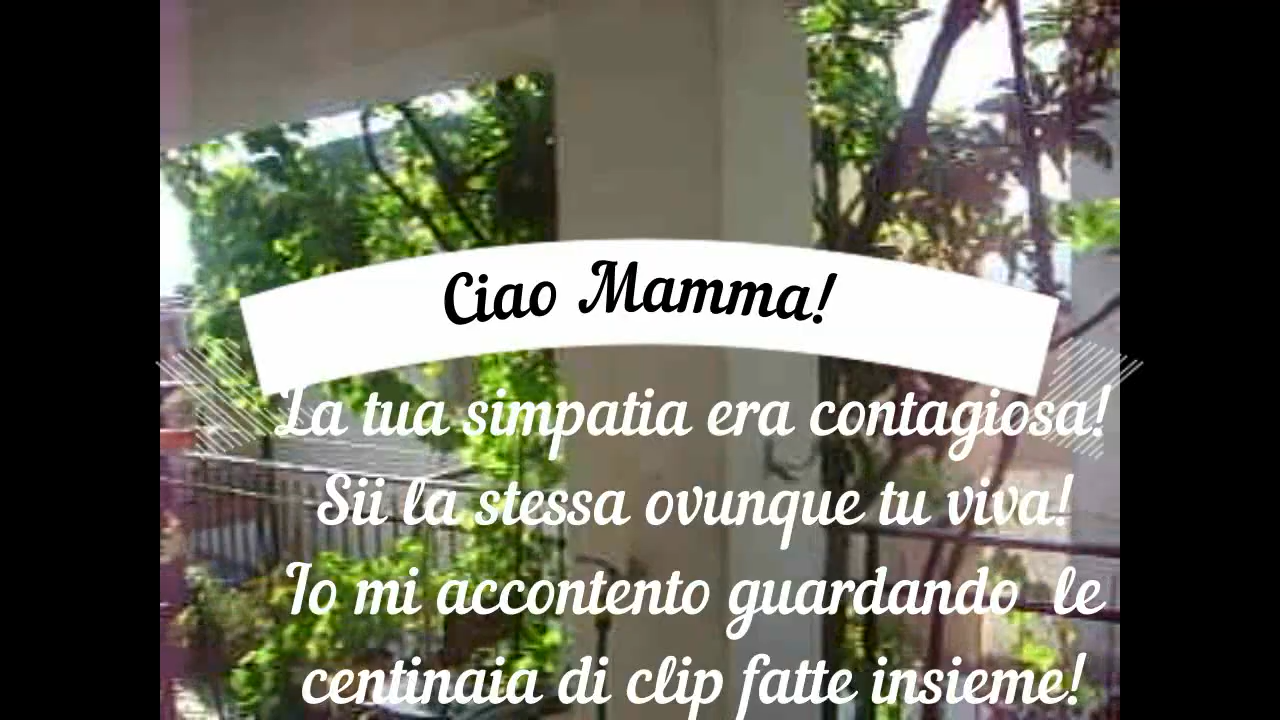 Ciao Mamma!
La tua simpatia era contagiosa!
Sii la stessa ovunque tu viva!
Io mi accontento guardando le
centinaia di clip fatte insieme!